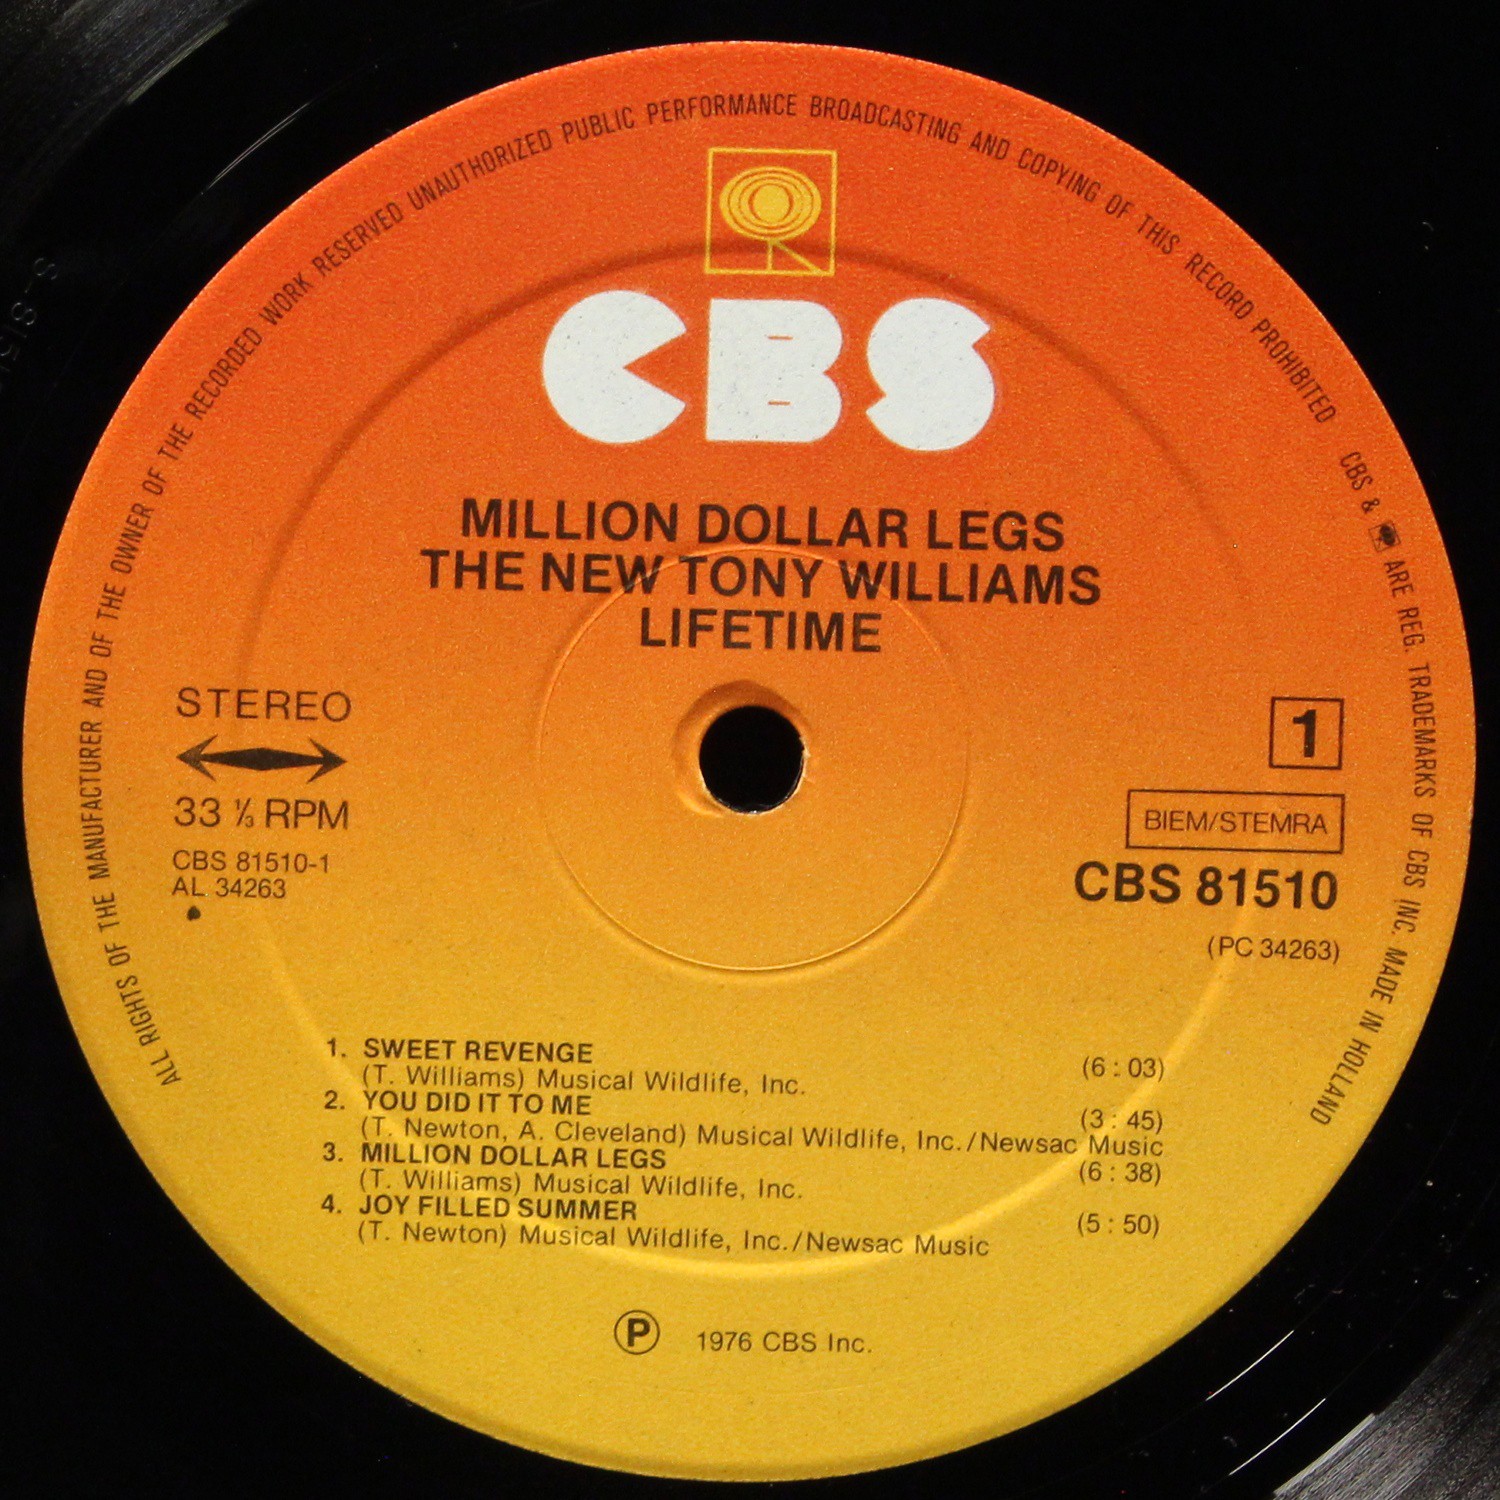 ALL RIGHTS OF THE MANUFACTURER AND OF THE OWNER OF THE RECORDED WORK RESERVED UNAUTHORIZED PUBLIC PERFORMANCE BROADCASTING AND COPYING OF THIS RECORD PROHIBITED CBS & ARE REG. TRADEMARKS OF CBS INC. MADE IN HOLLAND
CBS
MILLION DOLLAR LEGS
THE NEW TONY WILLIAMS
LIFETIME
STEREO
33 ⅓ RPM
CBS 81510-1
AL 34263
1
BIEM/STEMRA
CBS 81510
(PC 34263)
1. SWEET REVENGE (6 : 03)
(T. Williams) Musical Wildlife, Inc.
2. YOU DID IT TO ME (3 : 45)
(T. Newton, A. Cleveland) Musical Wildlife, Inc./Newsac Music
3. MILLION DOLLAR LEGS (6 : 38)
(T. Williams) Musical Wildlife, Inc.
4. JOY FILLED SUMMER (5 : 50)
(T. Newton) Musical Wildlife, Inc./Newsac Music
Ⓟ 1976 CBS Inc.